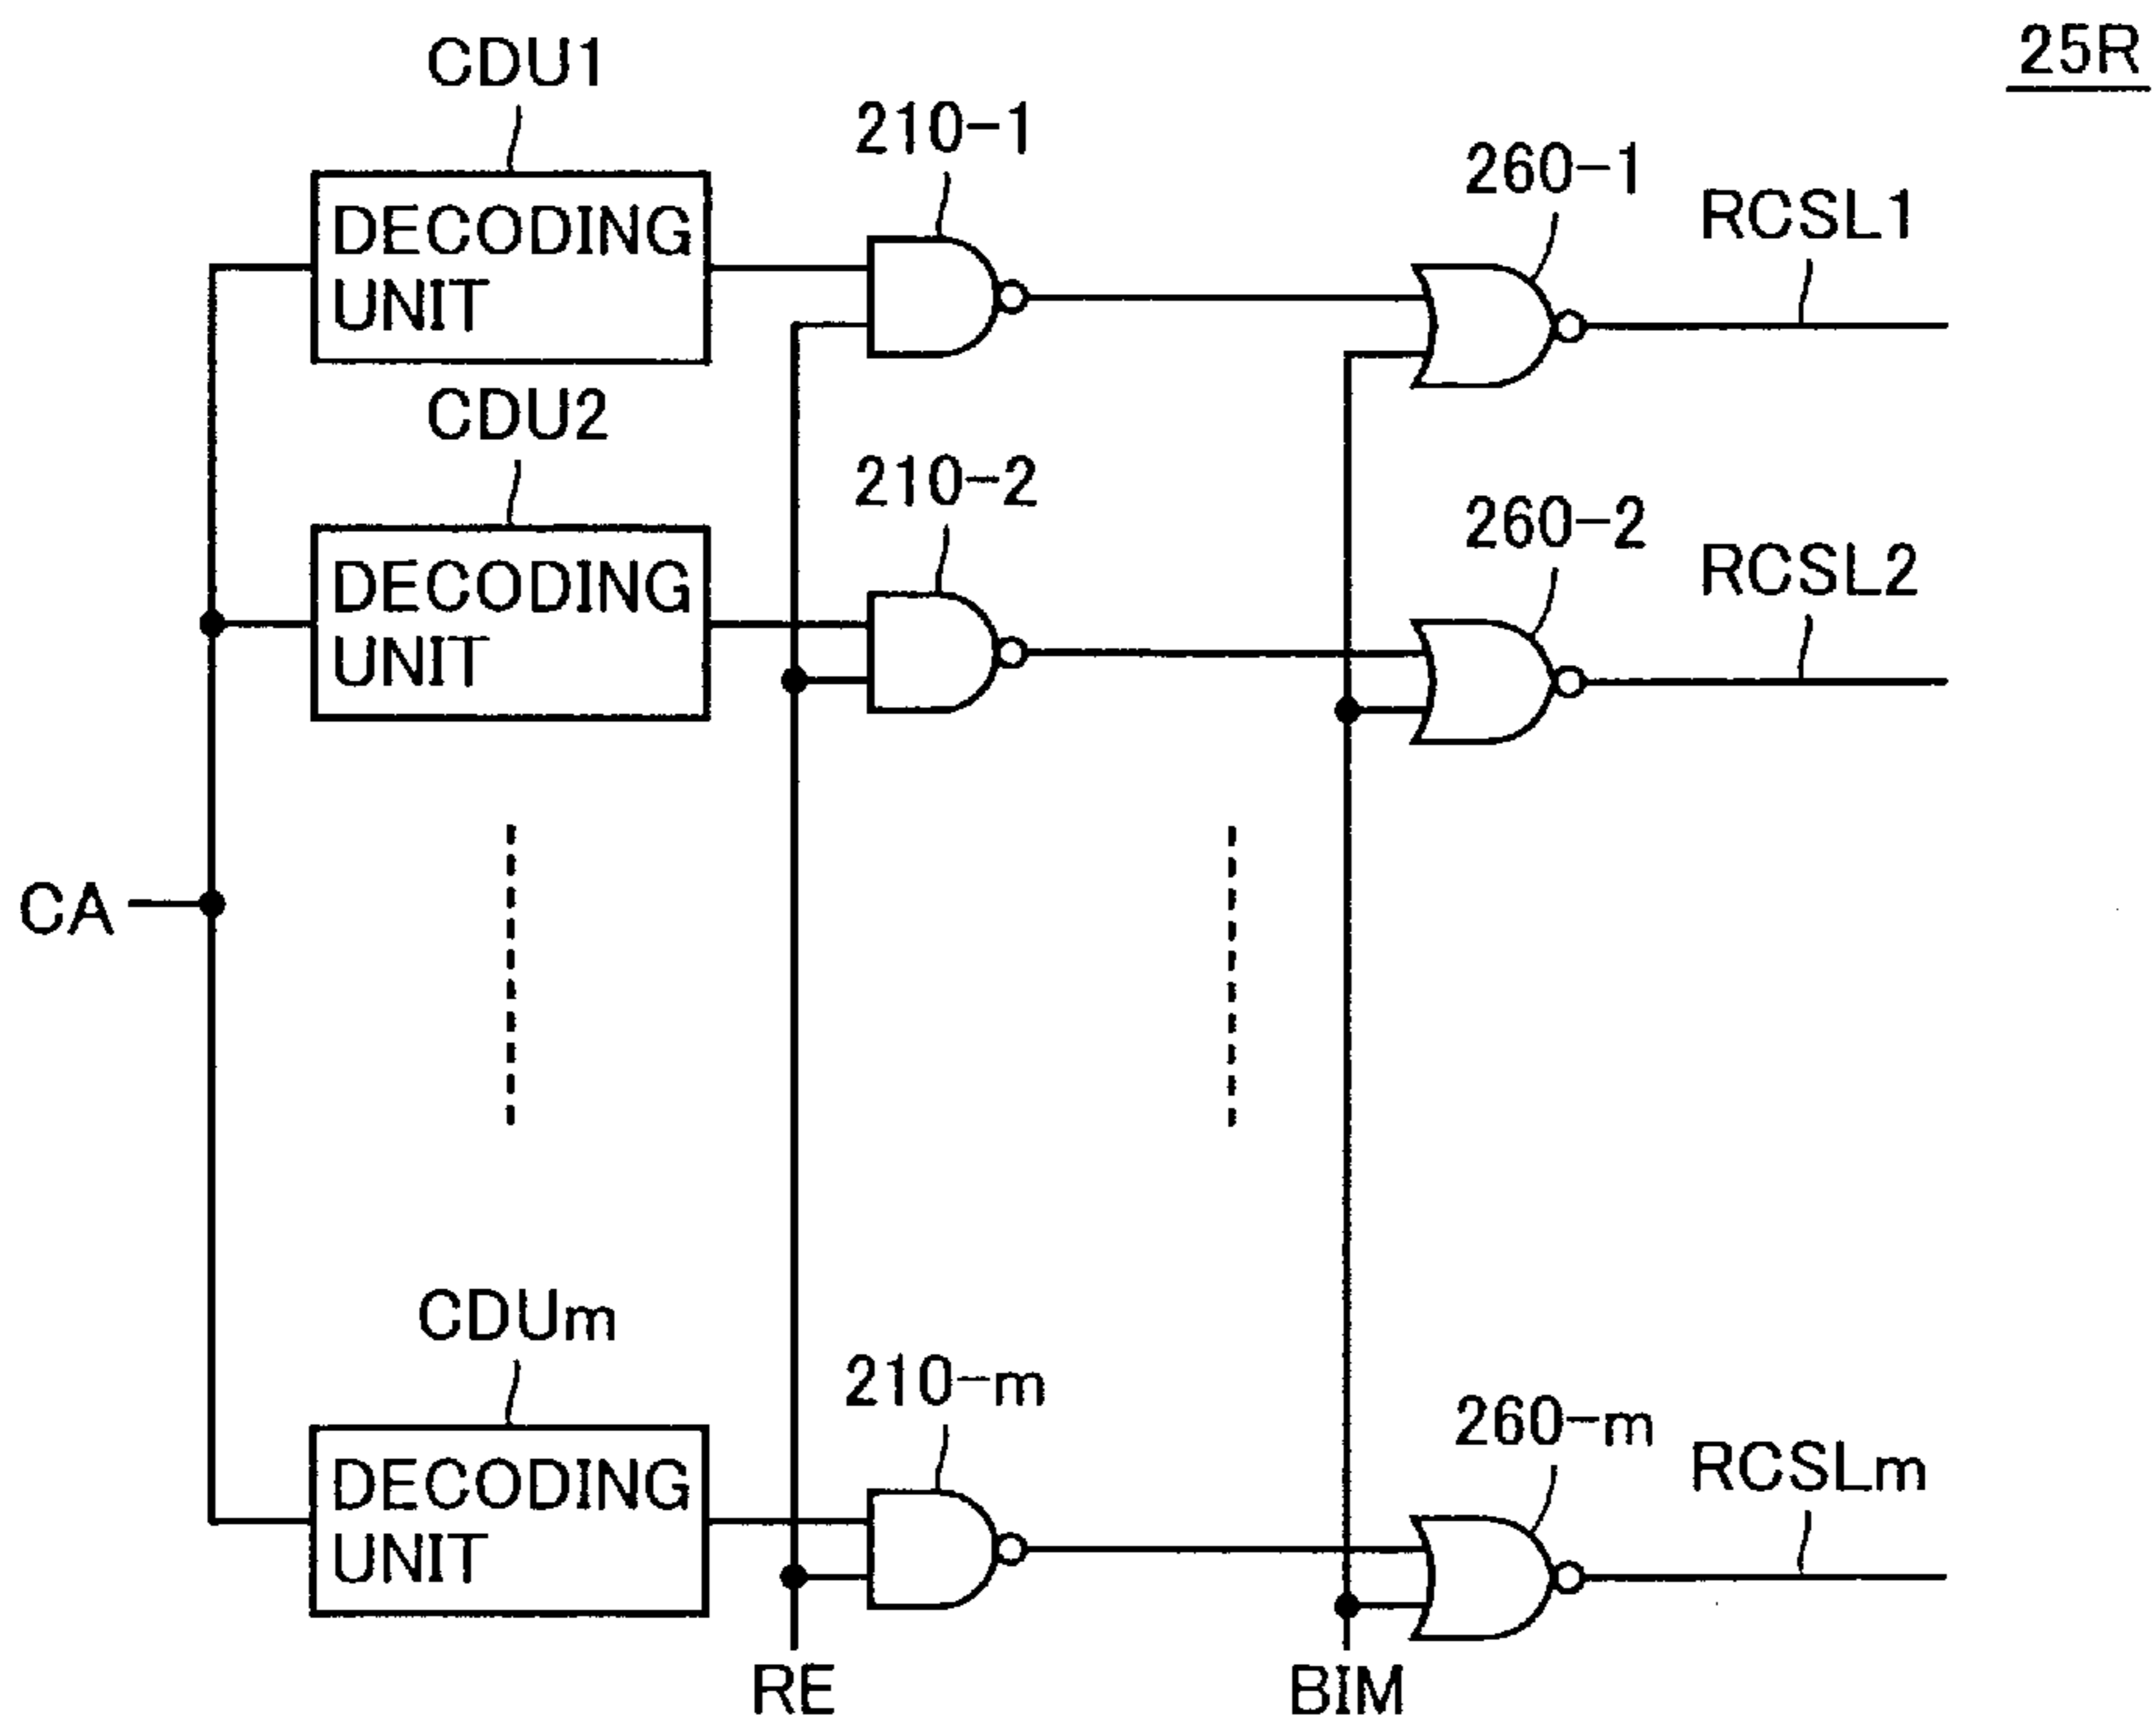 25R
CDU1
210-1
260-1
RCSL1
DECODING
UNIT
CDU2
210-2
260-2
RCSL2
DECODING
UNIT
CA
CDUm
210-m
260-m
RCSLm
DECODING
UNIT
RE
BIM